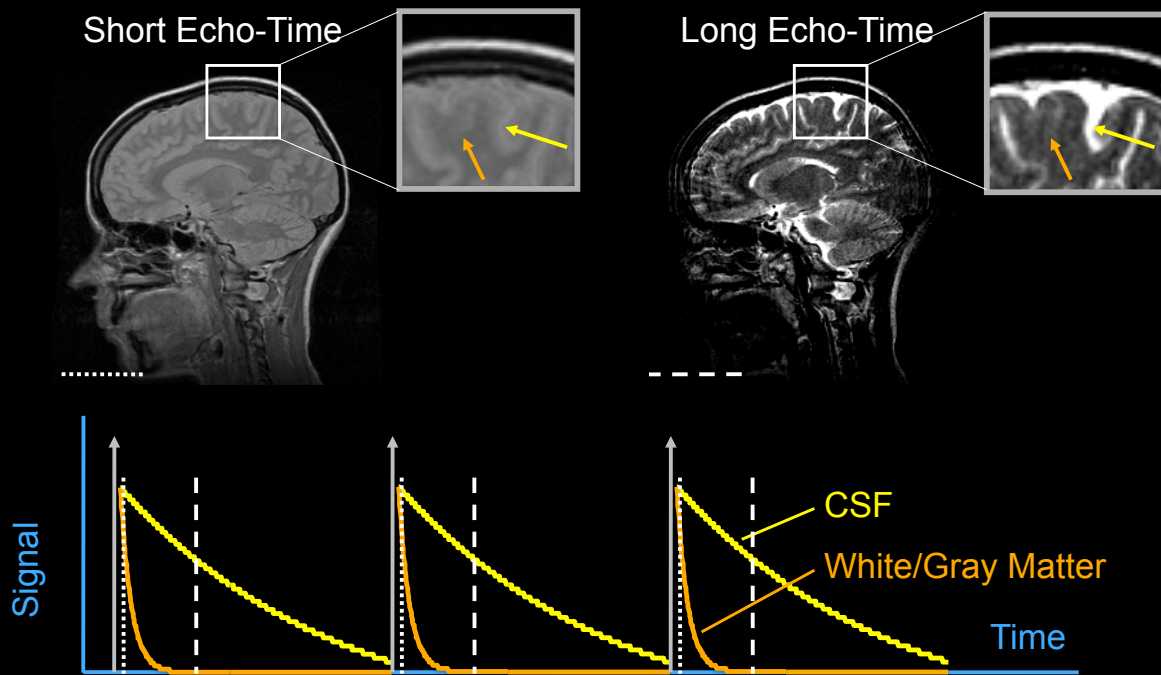 Short Echo-Time
Long Echo-Time
CSF
White/Gray Matter
Signal
Time